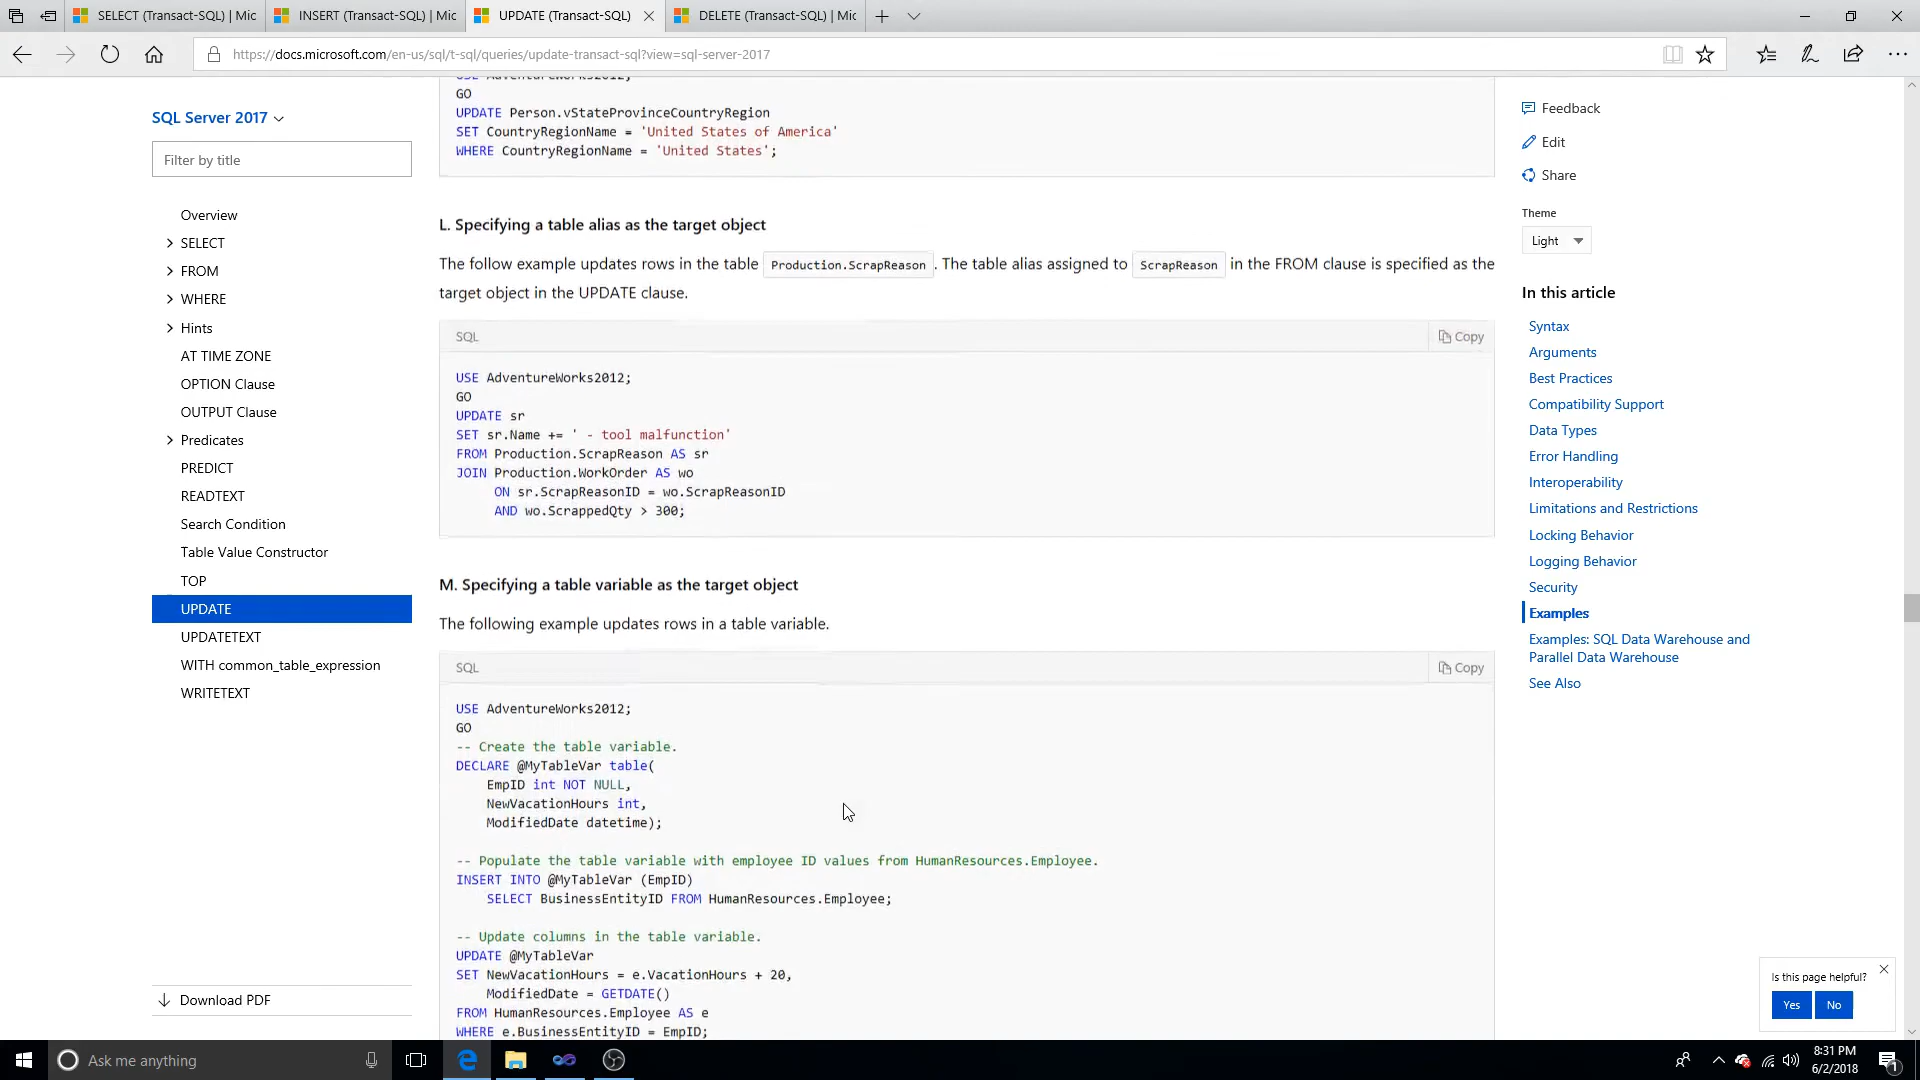 SELECT (Transact-SQL) | Mic
INSERT (Transact-SQL) | Mic
UPDATE (Transact-SQL)
DELETE (Transact-SQL) | Mic
https://docs.microsoft.com/en-us/sql/t-sql/queries/update-transact-sql?view=sql-server-2017
SQL Server 2017
Filter by title
Overview
SELECT
FROM
WHERE
Hints
AT TIME ZONE
OPTION Clause
OUTPUT Clause
Predicates
PREDICT
READTEXT
Search Condition
Table Value Constructor
TOP
UPDATE
UPDATETEXT
WITH common_table_expression
WRITETEXT
Download PDF
USE AdventureWorks2012;
GO
UPDATE Person.vStateProvinceCountryRegion
SET CountryRegionName = 'United States of America'
WHERE CountryRegionName = 'United States';
L. Specifying a table alias as the target object
The follow example updates rows in the table Production.ScrapReason . The table alias assigned to ScrapReason in the FROM clause is specified as the
target object in the UPDATE clause.
SQL
Copy
USE AdventureWorks2012;
GO
UPDATE sr
SET sr.Name += ' - tool malfunction'
FROM Production.ScrapReason AS sr
JOIN Production.WorkOrder AS wo
ON sr.ScrapReasonID = wo.ScrapReasonID
AND wo.ScrappedQty > 300;
M. Specifying a table variable as the target object
The following example updates rows in a table variable.
SQL
Copy
USE AdventureWorks2012;
GO
-- Create the table variable.
DECLARE @MyTableVar table(
EmpID int NOT NULL,
NewVacationHours int,
ModifiedDate datetime);
-- Populate the table variable with employee ID values from HumanResources.Employee.
INSERT INTO @MyTableVar (EmpID)
SELECT BusinessEntityID FROM HumanResources.Employee;
-- Update columns in the table variable.
UPDATE @MyTableVar
SET NewVacationHours = e.VacationHours + 20,
ModifiedDate = GETDATE()
FROM HumanResources.Employee AS e
WHERE e.BusinessEntityID = EmpID;
Feedback
Edit
Share
Theme
Light
In this article
Syntax
Arguments
Best Practices
Compatibility Support
Data Types
Error Handling
Interoperability
Limitations and Restrictions
Locking Behavior
Logging Behavior
Security
Examples
Examples: SQL Data Warehouse and
Parallel Data Warehouse
See Also
Is this page helpful?
Yes
No
Ask me anything
8:31 PM
6/2/2018
1